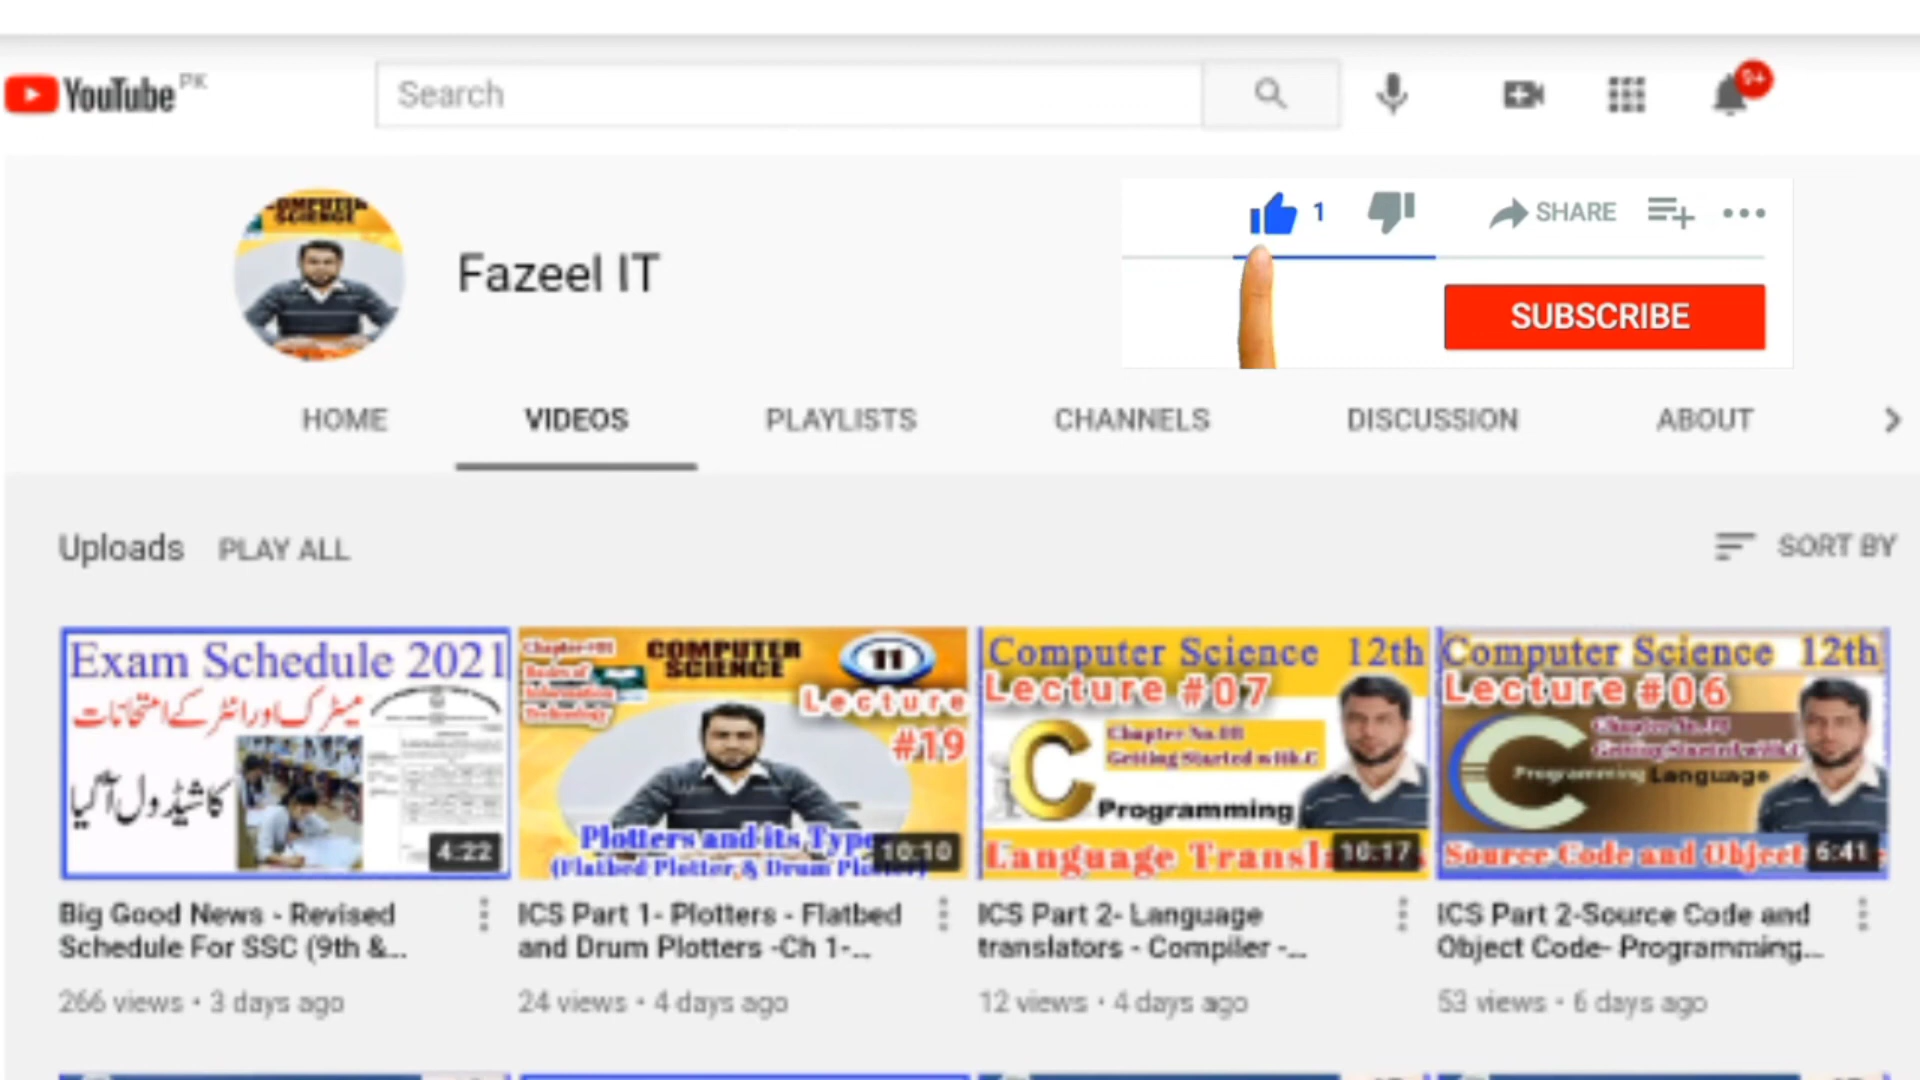 YouTube PK
Search
9+
COMPUTER
SCIENCE
Fazeel IT
1
SHARE
SUBSCRIBE
HOME VIDEOS PLAYLISTS CHANNELS DISCUSSION ABOUT
Uploads PLAY ALL
SORT BY
Exam Schedule 2021
میٹرک اور انٹر کے امتحانات
کا شیڈول آگیا
4:22
Chapter #01
Basics of
Information
Technology
COMPUTER
SCIENCE
11
Lecture
#19
Plotters and its Type
(Flatbed Plotter & Drum Plotter)
10:10
Computer Science 12th
Lecture #07
Chapter No.08
Getting Started with C
C
Programming
Language Transl
10:17
Computer Science 12th
Lecture #06
Getting Started with C
C
Programming Language
Source Code and Object
6:41
Big Good News - Revised
Schedule For SSC (9th &...
266 views • 3 days ago
ICS Part 1- Plotters - Flatbed
and Drum Plotters -Ch 1-...
24 views • 4 days ago
ICS Part 2- Language
translators - Compiler -...
12 views • 4 days ago
ICS Part 2-Source Code and
Object Code- Programming...
53 views • 6 days ago